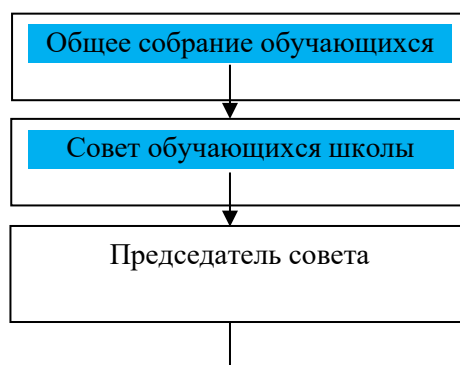 Общее собрание обучающихся
Совет обучающихся школы
Председатель совета